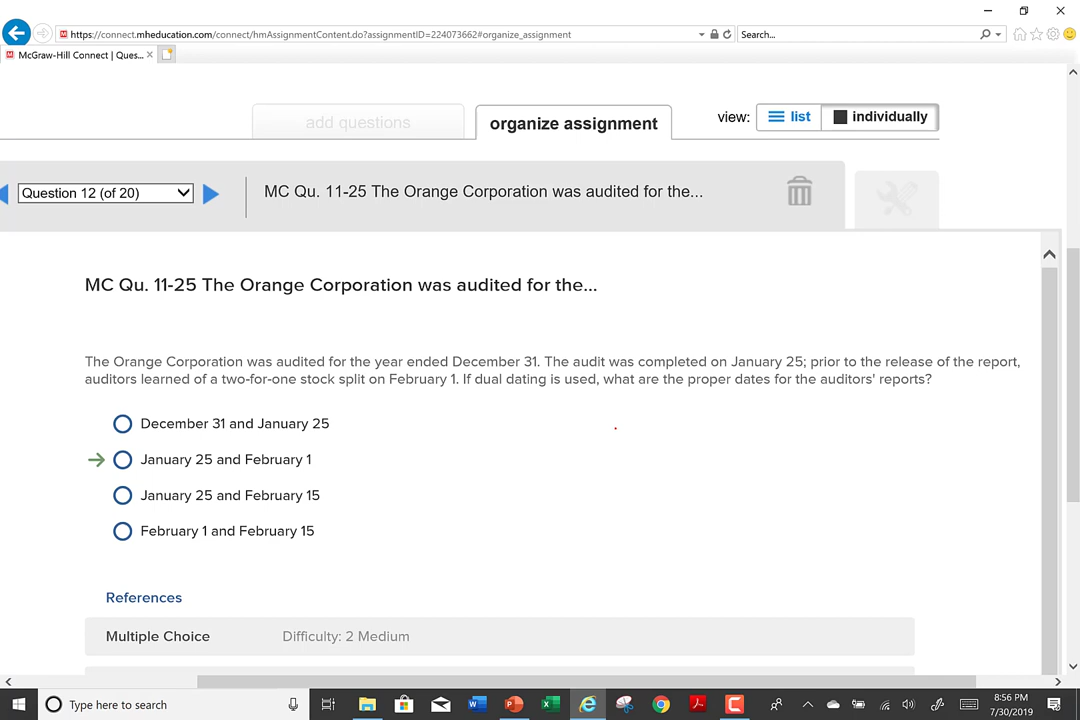 https://connect.mheducation.com/connect/hmAssignmentContent.do?assignmentID=224073662#organize_assignment
Search...
McGraw-Hill Connect | Ques...
add questions
organize assignment
view:
list
individually
Question 12 (of 20)
MC Qu. 11-25 The Orange Corporation was audited for the...
MC Qu. 11-25 The Orange Corporation was audited for the...
The Orange Corporation was audited for the year ended December 31. The audit was completed on January 25; prior to the release of the report,
auditors learned of a two-for-one stock split on February 1. If dual dating is used, what are the proper dates for the auditors' reports?
December 31 and January 25
January 25 and February 1
January 25 and February 15
February 1 and February 15
References
Multiple Choice
Difficulty: 2 Medium
Type here to search
8:56 PM
7/30/2019